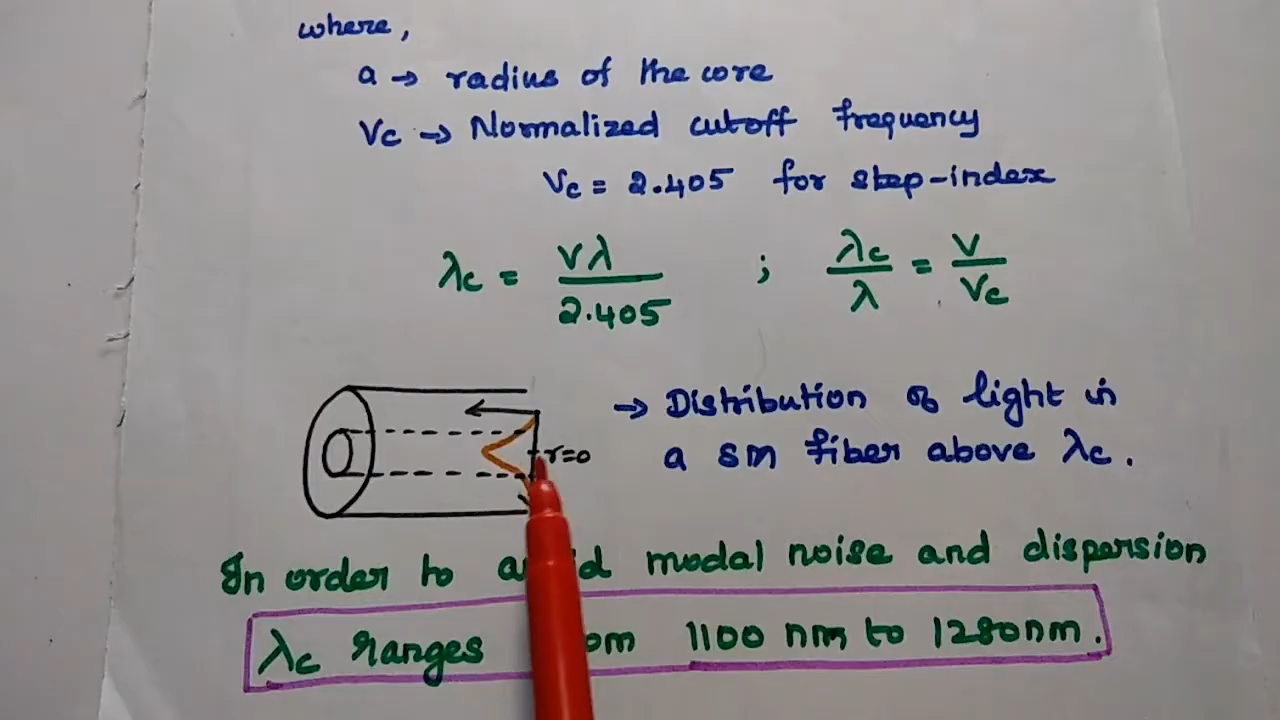 where,
a → radius of the core
Vc → Normalized cutoff frequency
Vc = 2.405 for step-index
λc = Vλ / 2.405 ; λc / λ = V / Vc
r=0
→ Distribution of light in
a sm fiber above λc.
In order to modal noise and dispersion
λc ranges 1100 nm to 1280nm.